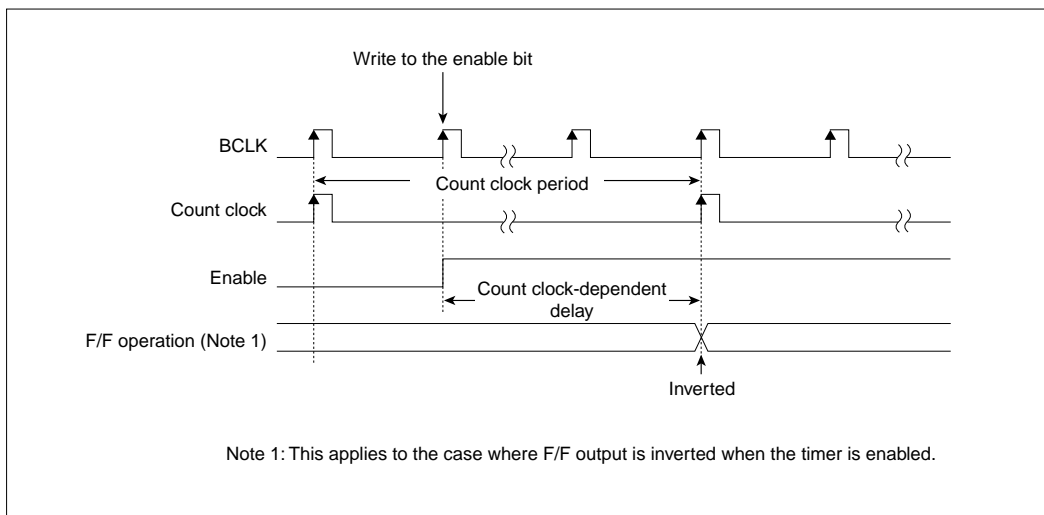 Write to the enable bit
BCLK
Count clock period
Count clock
Enable
Count clock-dependent
delay
F/F operation (Note 1)
Inverted
Note 1: This applies to the case where F/F output is inverted when the timer is enabled.